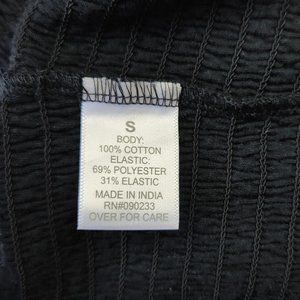 S
BODY:
100% COTTON
ELASTIC:
69% POLYESTER
31% ELASTIC
MADE IN INDIA
RN#090233
OVER FOR CARE